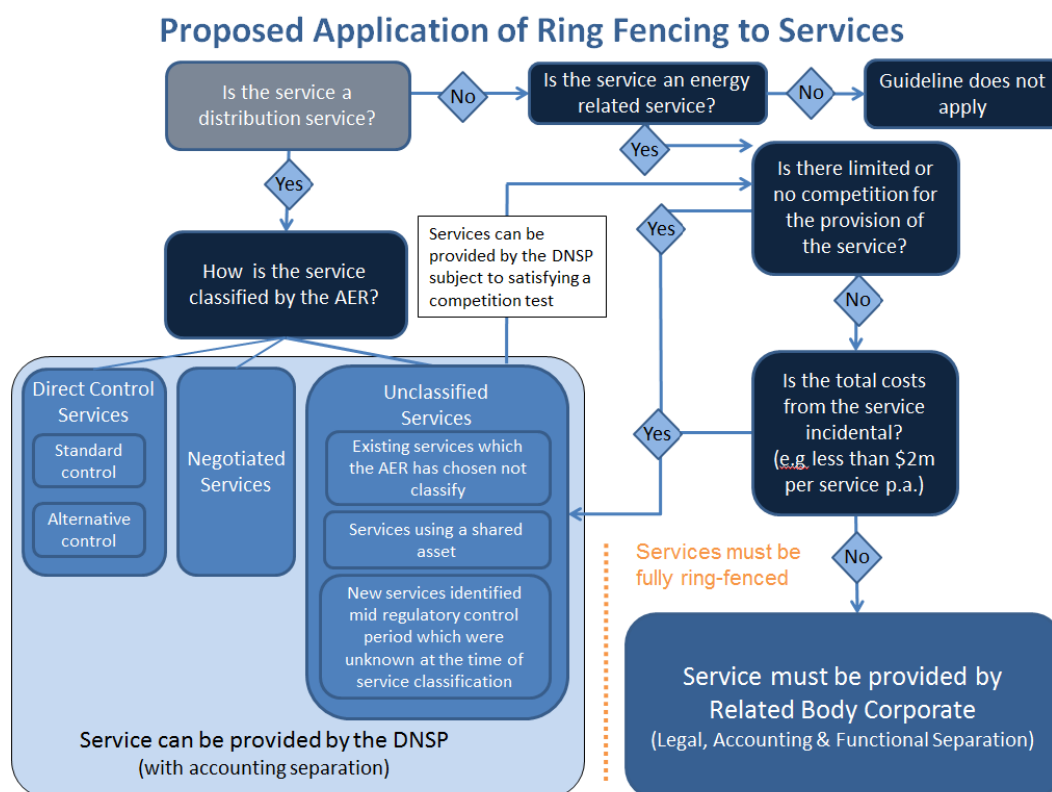 Proposed Application of Ring Fencing to Services
Is the service a
distribution service?
No
Is the service an energy
related service?
No
Guideline does not
apply
Yes
Yes
Is there limited or
no competition for
the provision of
the service?
Services can be
provided by the DNSP
subject to satisfying a
competition test
Yes
How is the service
classified by the AER?
No
Direct Control
Services
Standard
control
Alternative
control
Negotiated
Services
Unclassified
Services
Existing services which
the AER has chosen not
classify
Services using a shared
asset
New services identified
mid regulatory control
period which were
unknown at the time of
service classification
Yes
Is the total costs
from the service
incidental?
(e.g less than $2m
per service p.a.)
No
Services must be
fully ring-fenced
Service can be provided by the DNSP
(with accounting separation)
Service must be provided by
Related Body Corporate
(Legal, Accounting & Functional Separation)